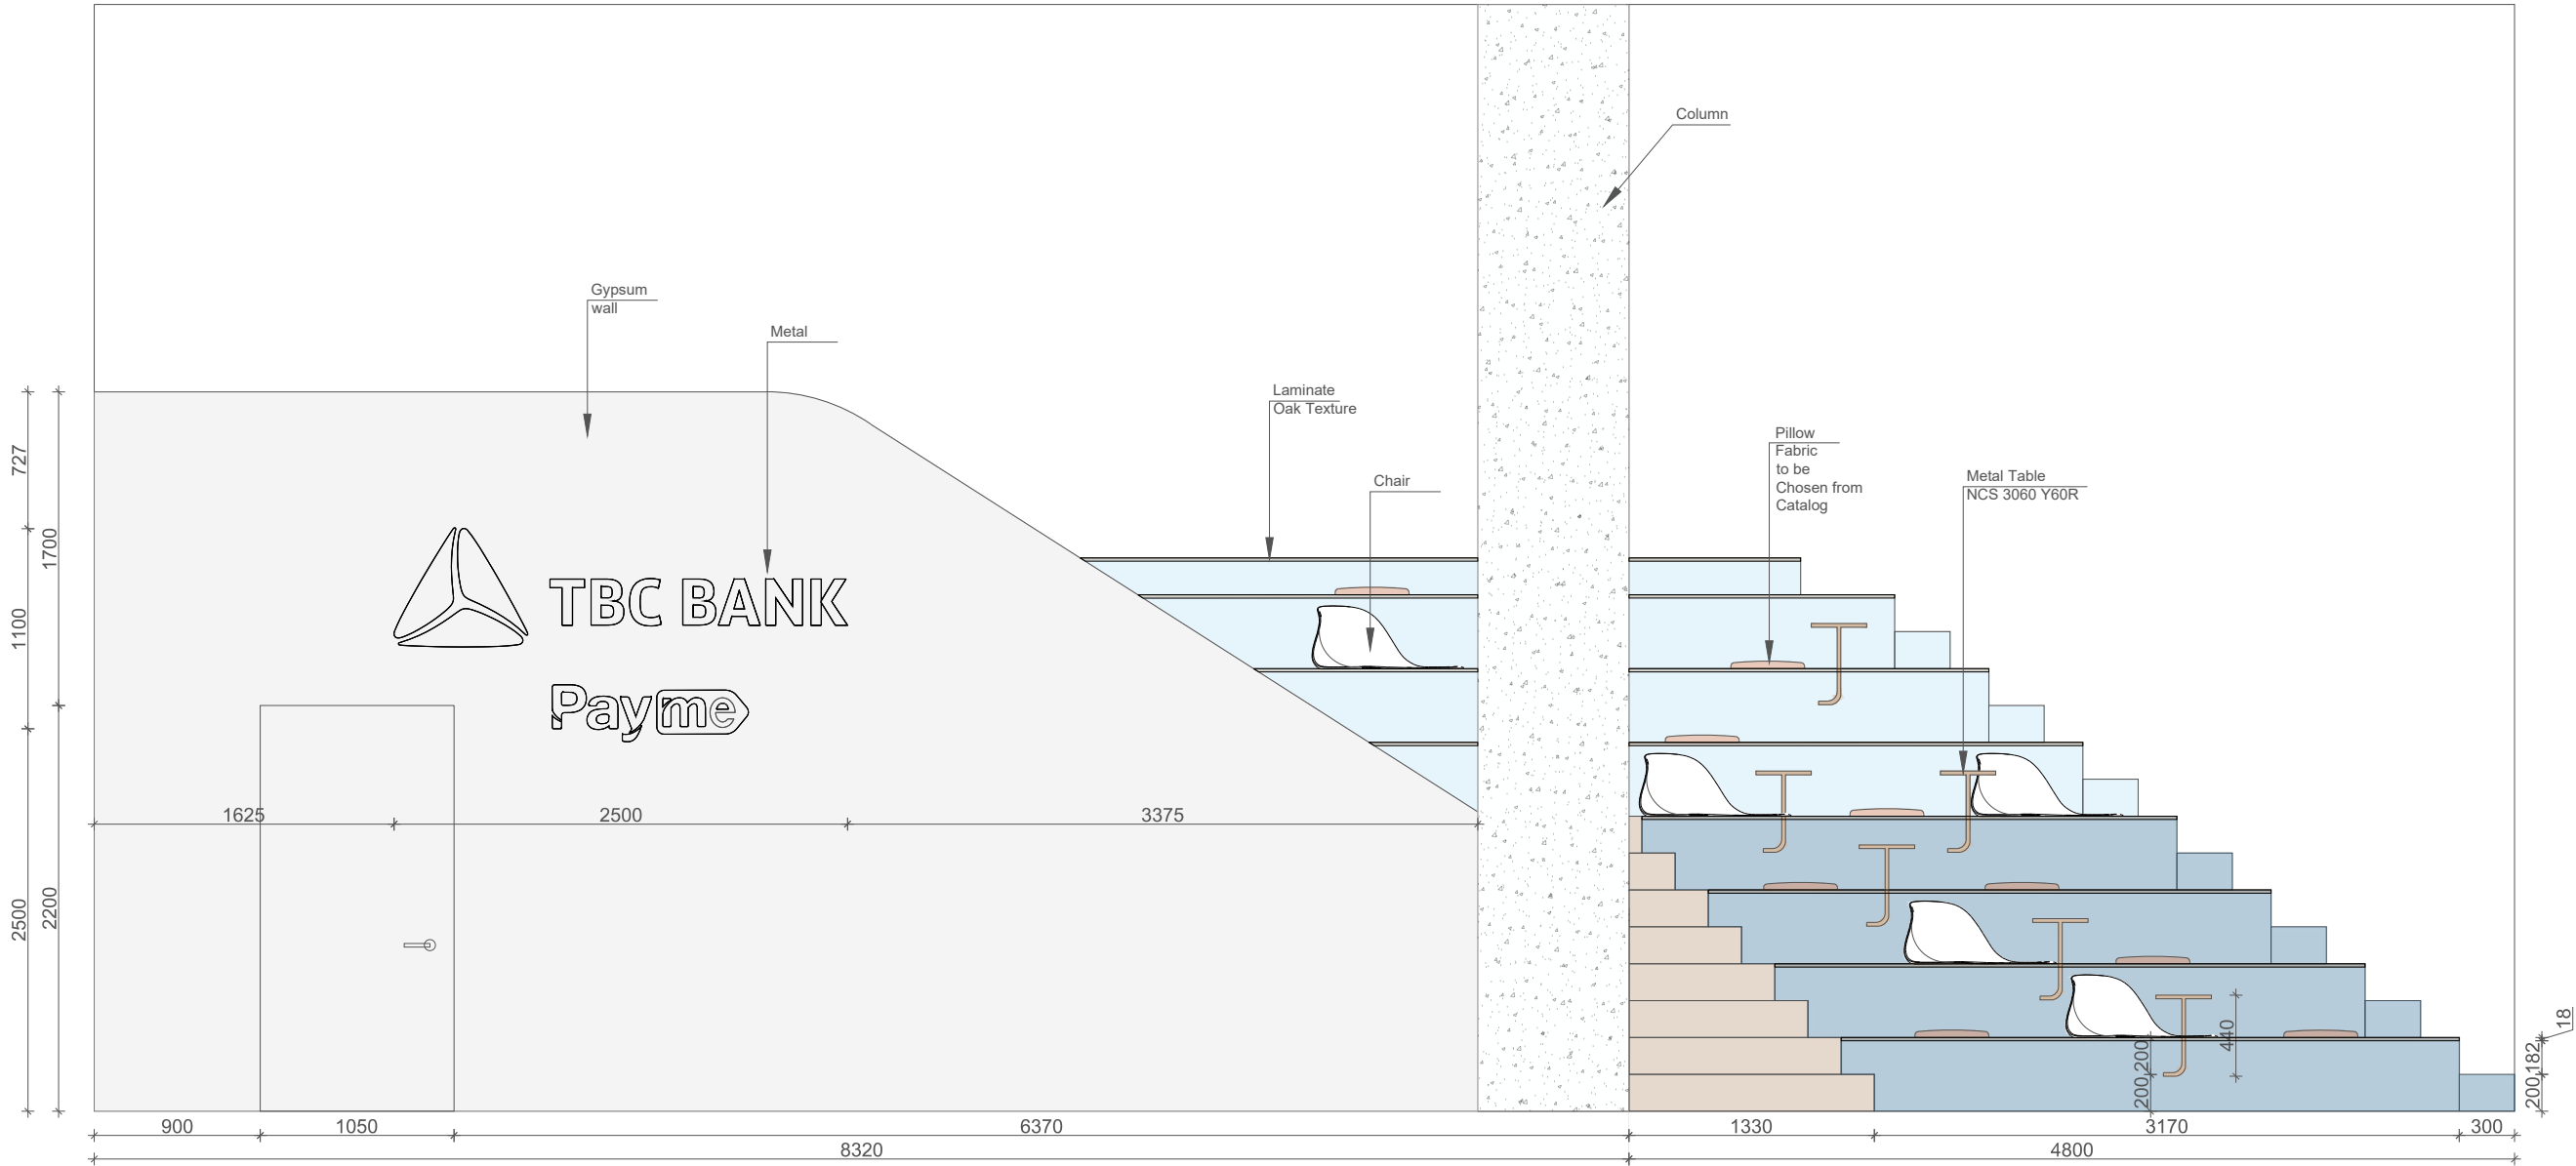 Column
Gypsum
wall
Metal
Laminate
Oak Texture
Pillow
Fabric
to be
Chosen from
Catalog
Chair
Metal Table
NCS 3060 Y60R
727
1700
1100
2500
2200
TBC BANK
Payme
1625
2500
3375
440
200
200
18
182
200
900
1050
6370
1330
3170
300
8320
4800